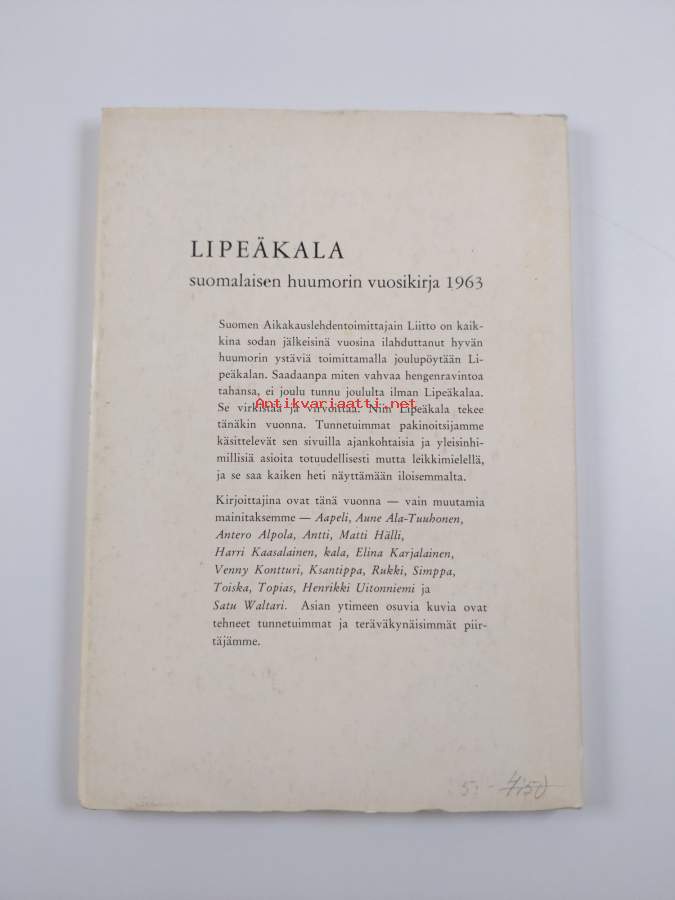 LIPEÄKALA
suomalaisen huumorin vuosikirja 1963
Suomen Aikakauslehdentoimittajain Liitto on kaik-
kina sodan jälkeisinä vuosina ilahduttanut hyvän
huumorin ystäviä toimittamalla joulupöytään Li-
peäkalan. Saadaanpa miten vahvaa hengenravintoa
tahansa, ei joulu tunnu joululta ilman Lipeäkalaa.
Antikvariaatti.net
Se virkistää ja virvoittaa. Niin Lipeäkala tekee
tänäkin vuonna. Tunnetuimmat pakinoitsijamme
käsittelevät sen sivuilla ajankohtaisia ja yleisinhi-
millisiä asioita totuudellisesti mutta leikkimielellä,
ja se saa kaiken heti näyttämään iloisemmalta.
Kirjoittajina ovat tänä vuonna — vain muutamia
mainitaksemme — Aapeli, Aune Ala-Tuuhonen,
Antero Alpola, Antti, Matti Hälli,
Harri Kaasalainen, kala, Elina Karjalainen,
Venny Kontturi, Ksantippa, Rukki, Simppa,
Toiska, Topias, Henrikki Uitonniemi ja
Satu Waltari. Asian ytimeen osuvia kuvia ovat
tehneet tunnetuimmat ja teräväkynäisimmät piir-
täjämme.
5:- 4,50